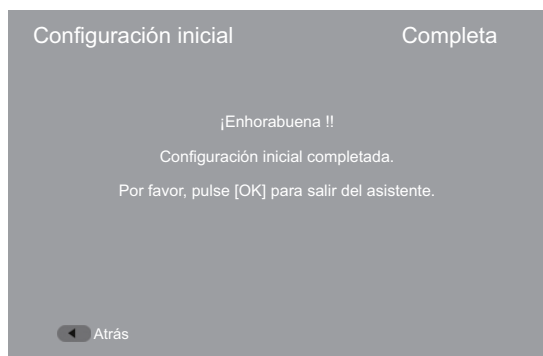 Configuración inicial Completa
¡Enhorabuena !!
Configuración inicial completada.
Por favor, pulse [OK] para salir del asistente.
Atrás